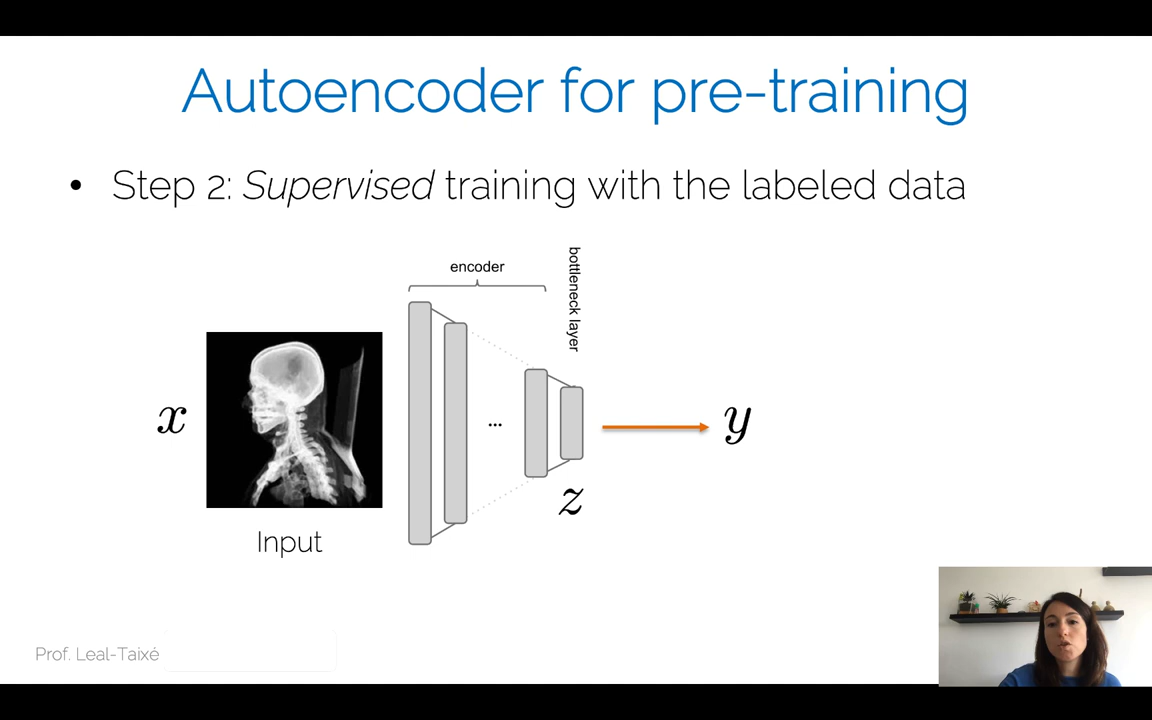 Autoencoder for pre-training
• Step 2: Supervised training with the labeled data
encoder
bottleneck layer
x
...
y
z
Input
Prof. Leal-Taixé